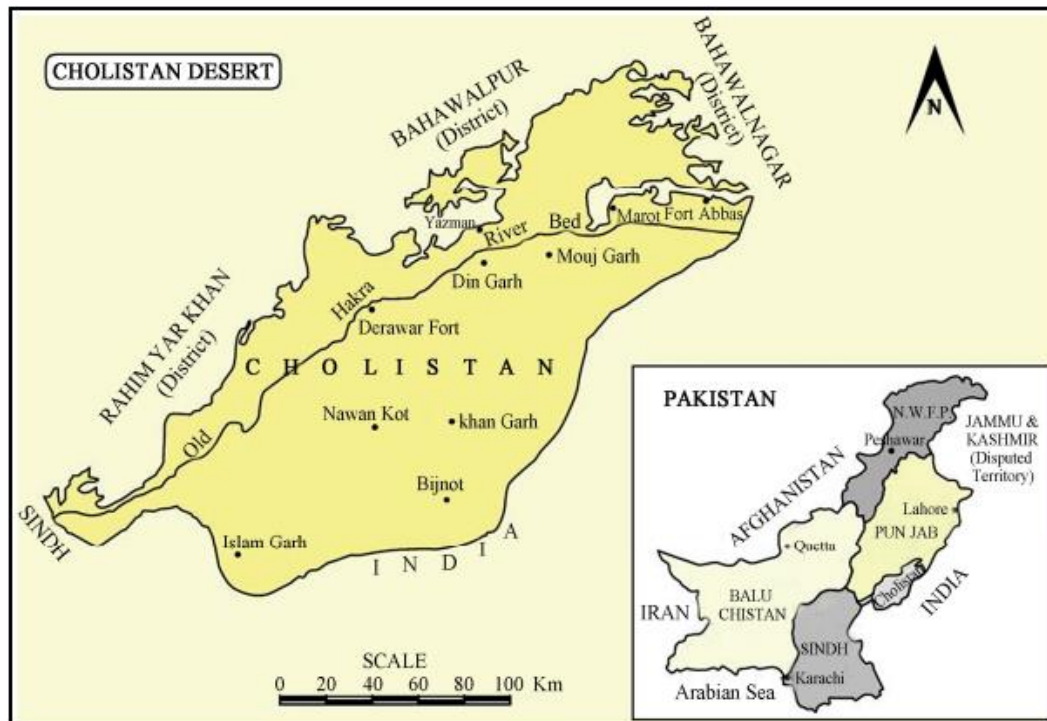 CHOLISTAN DESERT
BAHAWALPUR
(District)
BAHAWALNAGAR
(District)
N
Yazman
River
Bed
Marot
Fort Abbas
Mouj Garh
Din Garh
Hakra
Derawar Fort
RAHIM YAR KHAN
(District)
CHOLISTAN
Nawan Kot
khan Garh
Old
Bijnot
SINDH
Islam Garh
INDIA
SCALE
0 20 40 60 80 100 Km
PAKISTAN
N.W.F.P.
Peshawar
JAMMU &
KASHMIR
(Disputed
Territory)
AFGHANISTAN
Lahore
PUN JAB
Quetta
Cholistan
INDIA
IRAN
BALU
CHISTAN
SINDH
Karachi
Arabian Sea